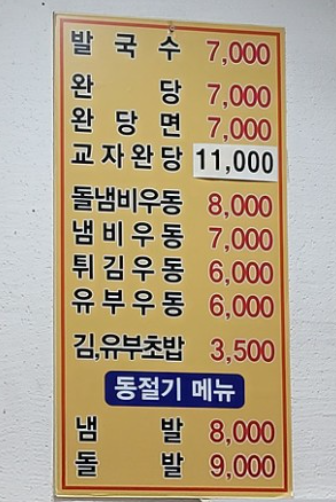 발 국 수 7,000
완 당 7,000
완 당 면 7,000
교 자 완 당 11,000
돌냄비우동 8,000
냄 비 우 동 7,000
튀 김 우 동 6,000
유 부 우 동 6,000
김,유부초밥 3,500
동절기 메뉴
냄 발 8,000
돌 발 9,000